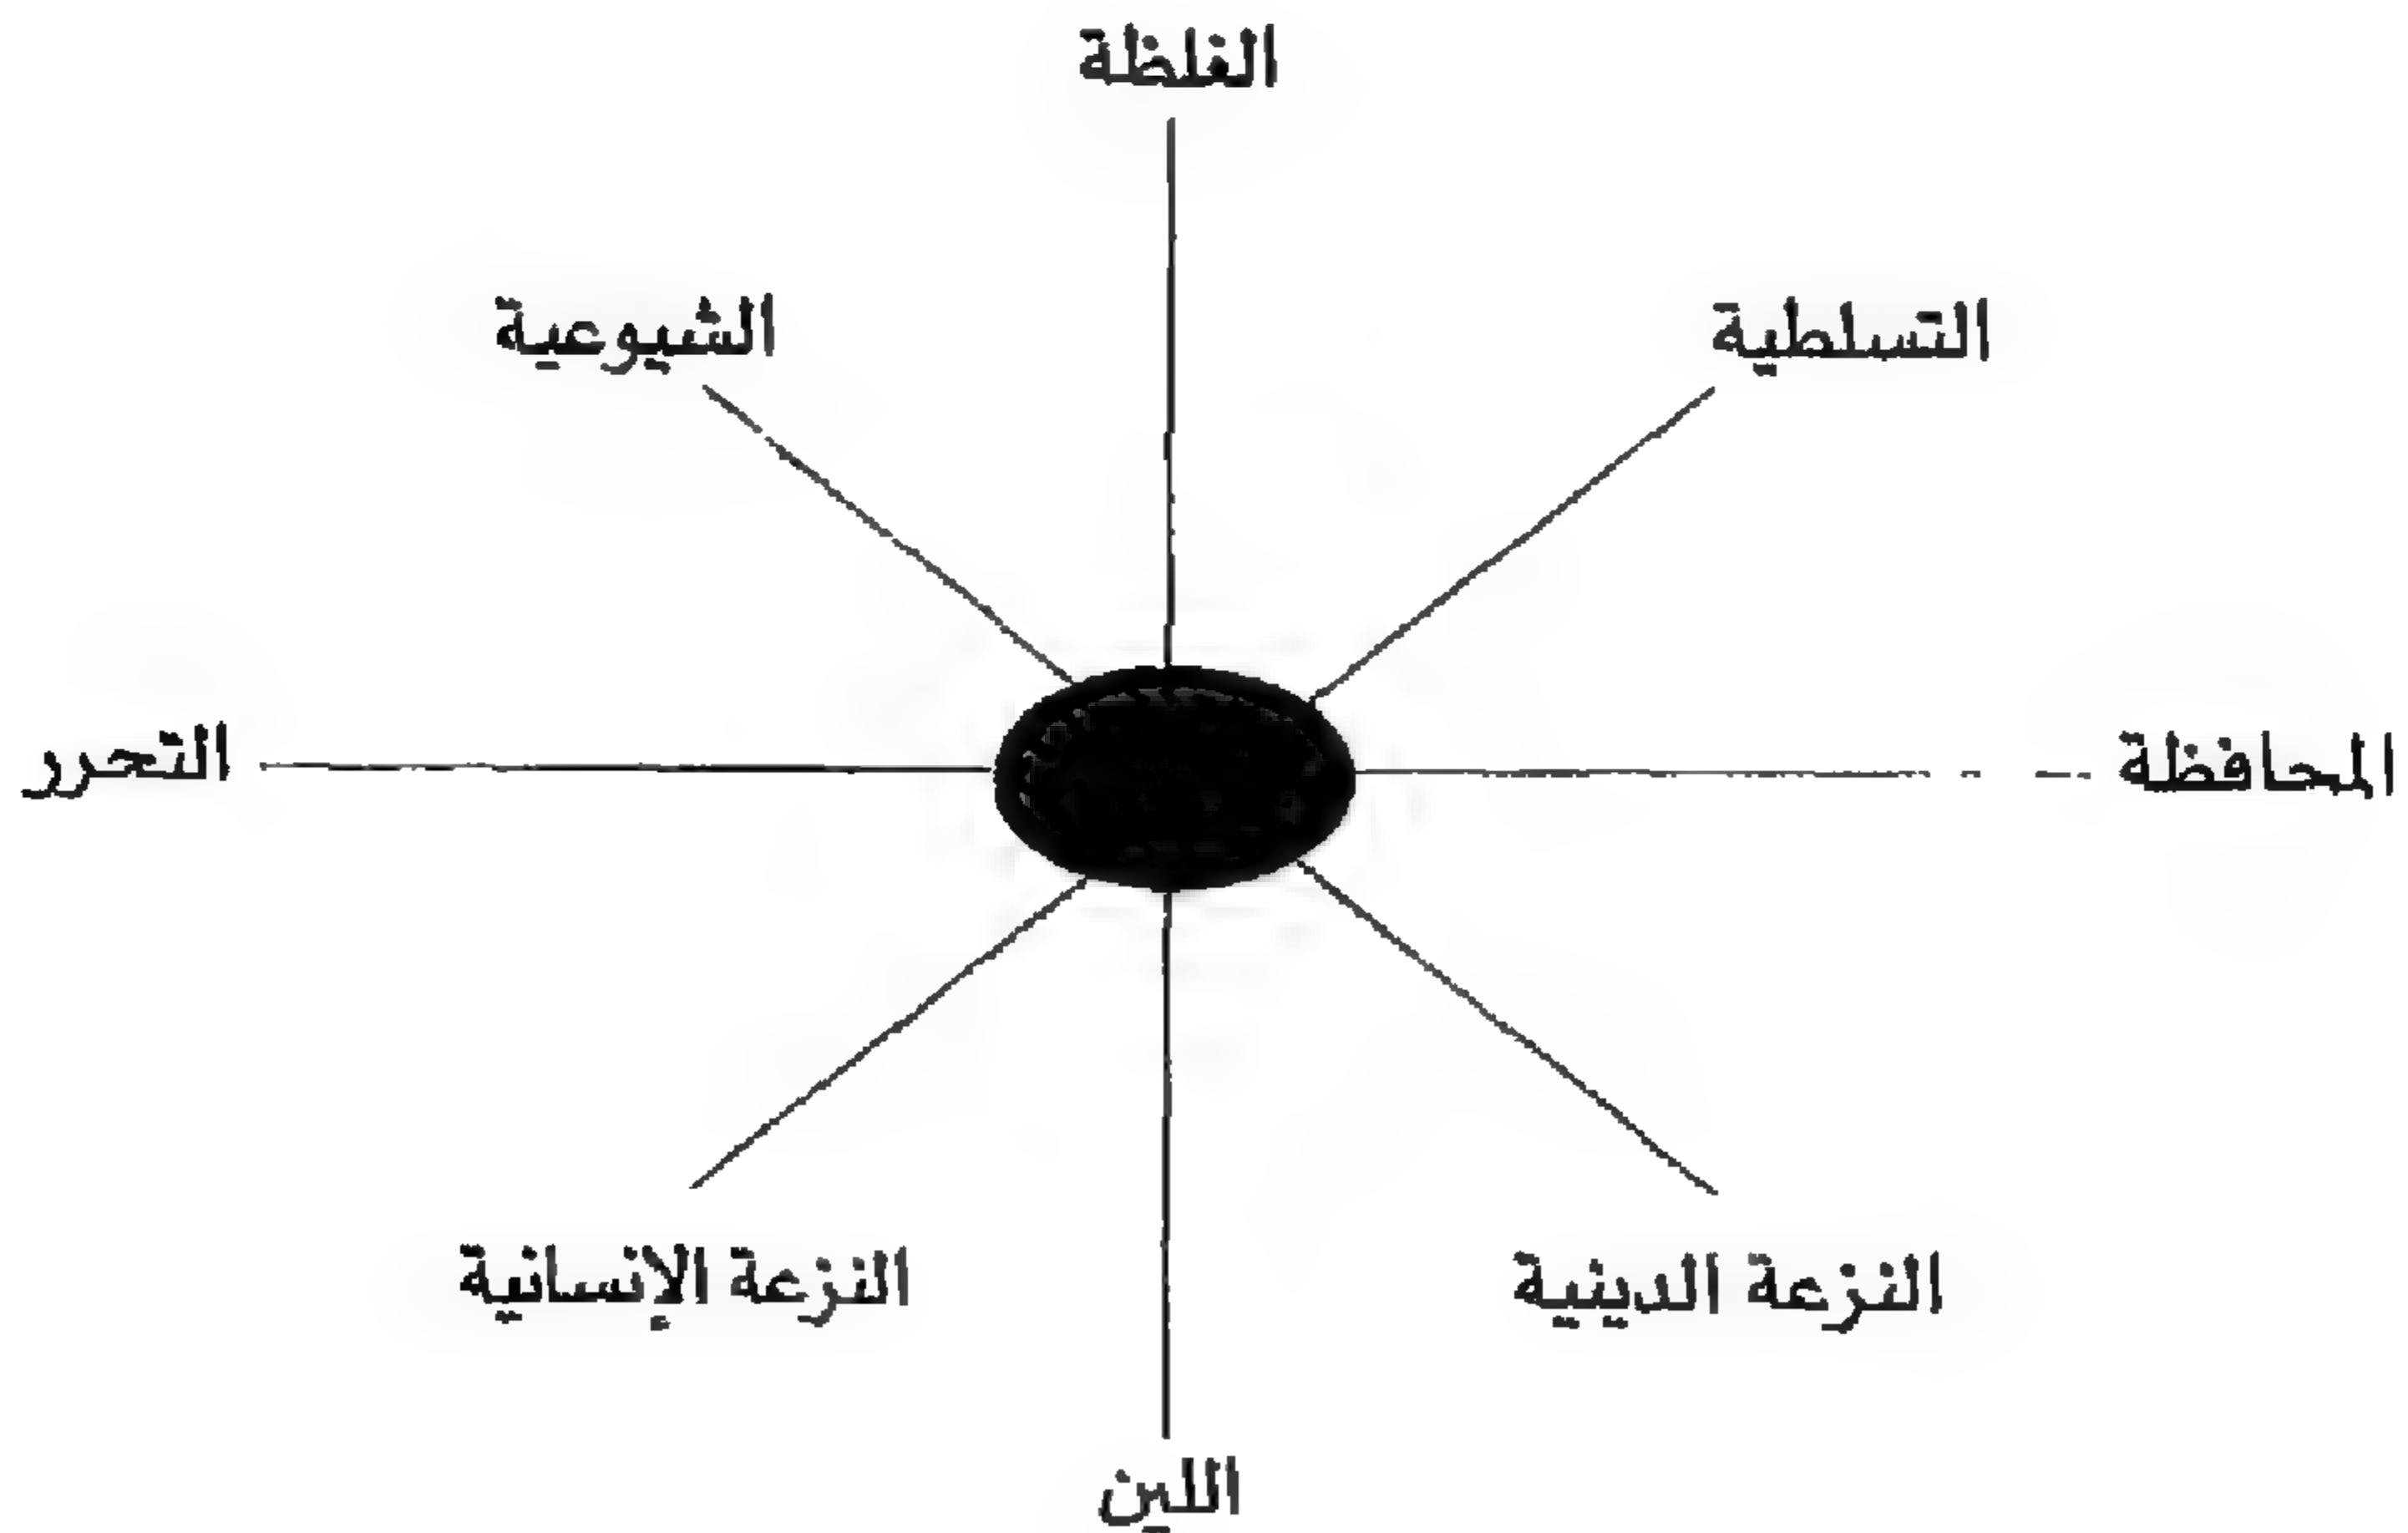 الغلظة
التسلطية
الشيوعية
المحافظة
التحرر
النزعة الدينية
النزعة الإنسانية
اللين